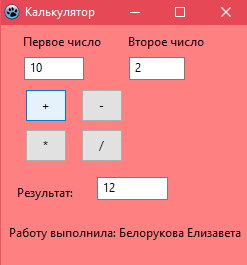 Калькулятор
Первое число Второе число
10 2
+ -
* /
Результат: 12
Работу выполнила: Белорукова Елизавета